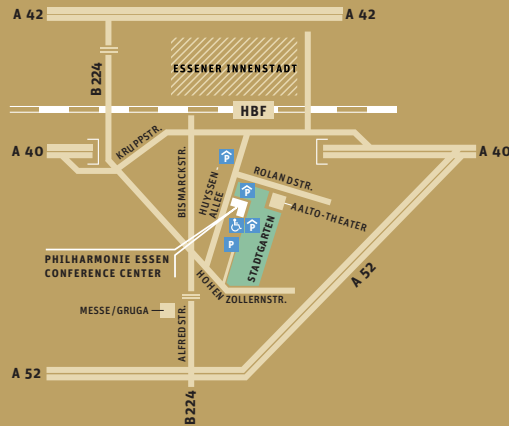 A 42
A 42
B 224
ESSENER INNENSTADT
HBF
A 40
KRUPPSTR.
BISMARCKSTR.
HUYSSEN-
ALLEE
P
ROLANDSTR.
A 40
P
AALTO-THEATER
P
P
STADTGARTEN
PHILHARMONIE ESSEN
CONFERENCE CENTER
HOHEN
ZOLLERNSTR.
A 52
MESSE/GRUGA
ALFREDSTR.
A 52
B 224